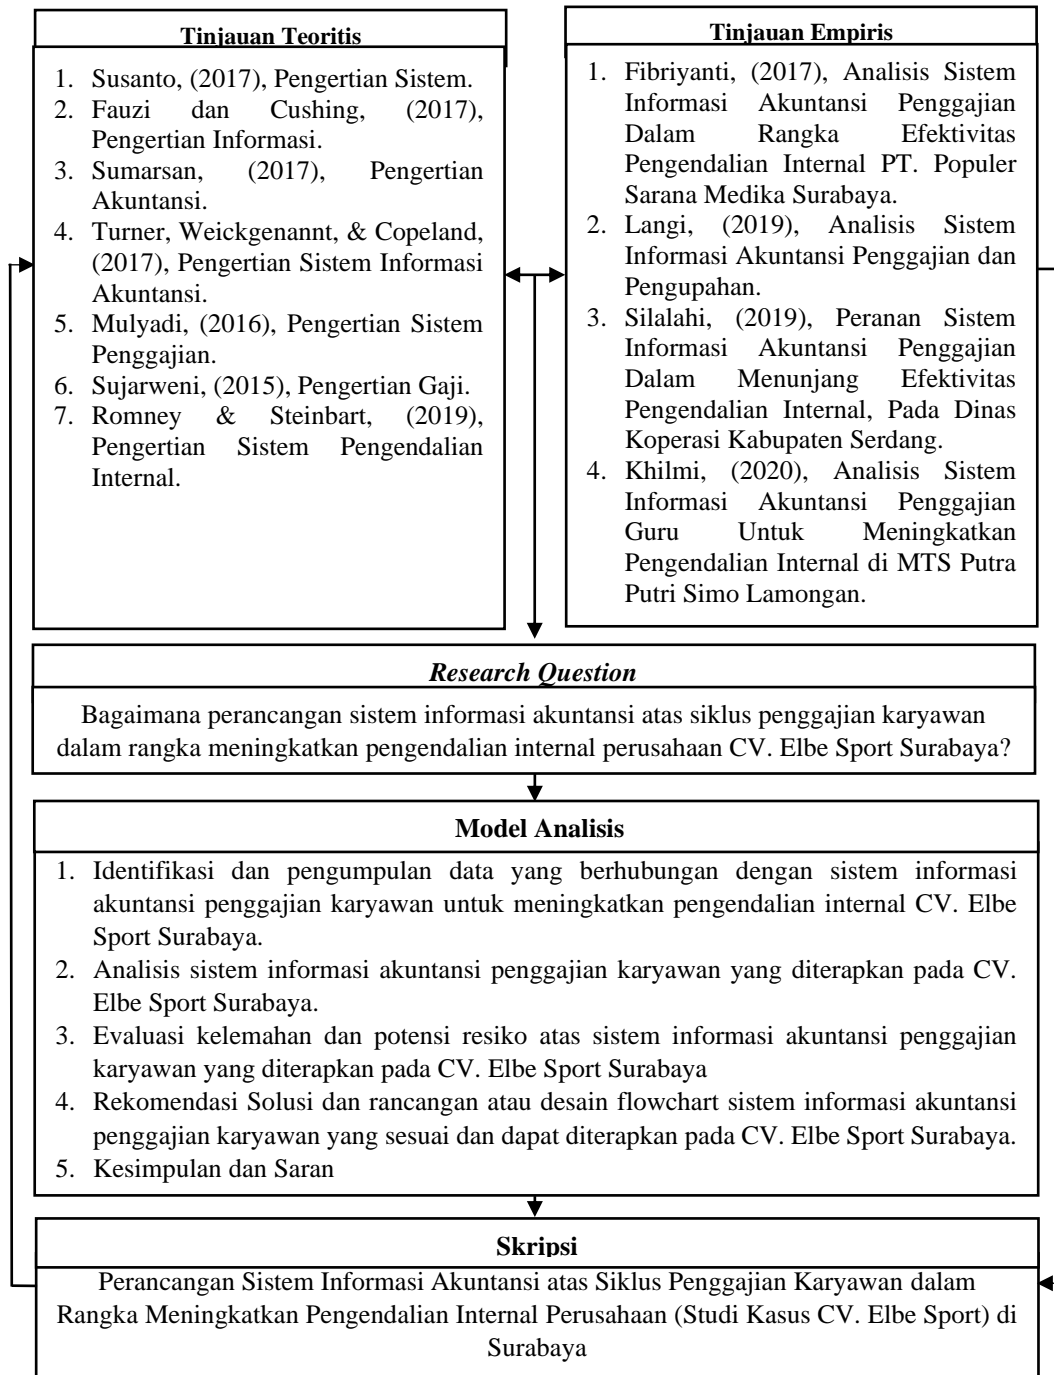 Tinjauan Teoritis
1. Susanto, (2017), Pengertian Sistem.
2. Fauzi dan Cushing, (2017),
Pengertian Informasi.
3. Sumarsan, (2017), Pengertian
Akuntansi.
4. Turner, Weickgenannt, & Copeland,
(2017), Pengertian Sistem Informasi
Akuntansi.
5. Mulyadi, (2016), Pengertian Sistem
Penggajian.
6. Sujarweni, (2015), Pengertian Gaji.
7. Romney & Steinbart, (2019),
Pengertian Sistem Pengendalian
Internal.
Tinjauan Empiris
1. Fibriyanti, (2017), Analisis Sistem
Informasi Akuntansi Penggajian
Dalam Rangka Efektivitas
Pengendalian Internal PT. Populer
Sarana Medika Surabaya.
2. Langi, (2019), Analisis Sistem
Informasi Akuntansi Penggajian dan
Pengupahan.
3. Silalahi, (2019), Peranan Sistem
Informasi Akuntansi Penggajian
Dalam Menunjang Efektivitas
Pengendalian Internal, Pada Dinas
Koperasi Kabupaten Serdang.
4. Khilmi, (2020), Analisis Sistem
Informasi Akuntansi Penggajian
Guru Untuk Meningkatkan
Pengendalian Internal di MTS Putra
Putri Simo Lamongan.
Research Question
Bagaimana perancangan sistem informasi akuntansi atas siklus penggajian karyawan
dalam rangka meningkatkan pengendalian internal perusahaan CV. Elbe Sport Surabaya?
Model Analisis
1. Identifikasi dan pengumpulan data yang berhubungan dengan sistem informasi
akuntansi penggajian karyawan untuk meningkatkan pengendalian internal CV. Elbe
Sport Surabaya.
2. Analisis sistem informasi akuntansi penggajian karyawan yang diterapkan pada CV.
Elbe Sport Surabaya.
3. Evaluasi kelemahan dan potensi resiko atas sistem informasi akuntansi penggajian
karyawan yang diterapkan pada CV. Elbe Sport Surabaya
4. Rekomendasi Solusi dan rancangan atau desain flowchart sistem informasi akuntansi
penggajian karyawan yang sesuai dan dapat diterapkan pada CV. Elbe Sport Surabaya.
5. Kesimpulan dan Saran
Skripsi
Perancangan Sistem Informasi Akuntansi atas Siklus Penggajian Karyawan dalam
Rangka Meningkatkan Pengendalian Internal Perusahaan (Studi Kasus CV. Elbe Sport) di
Surabaya